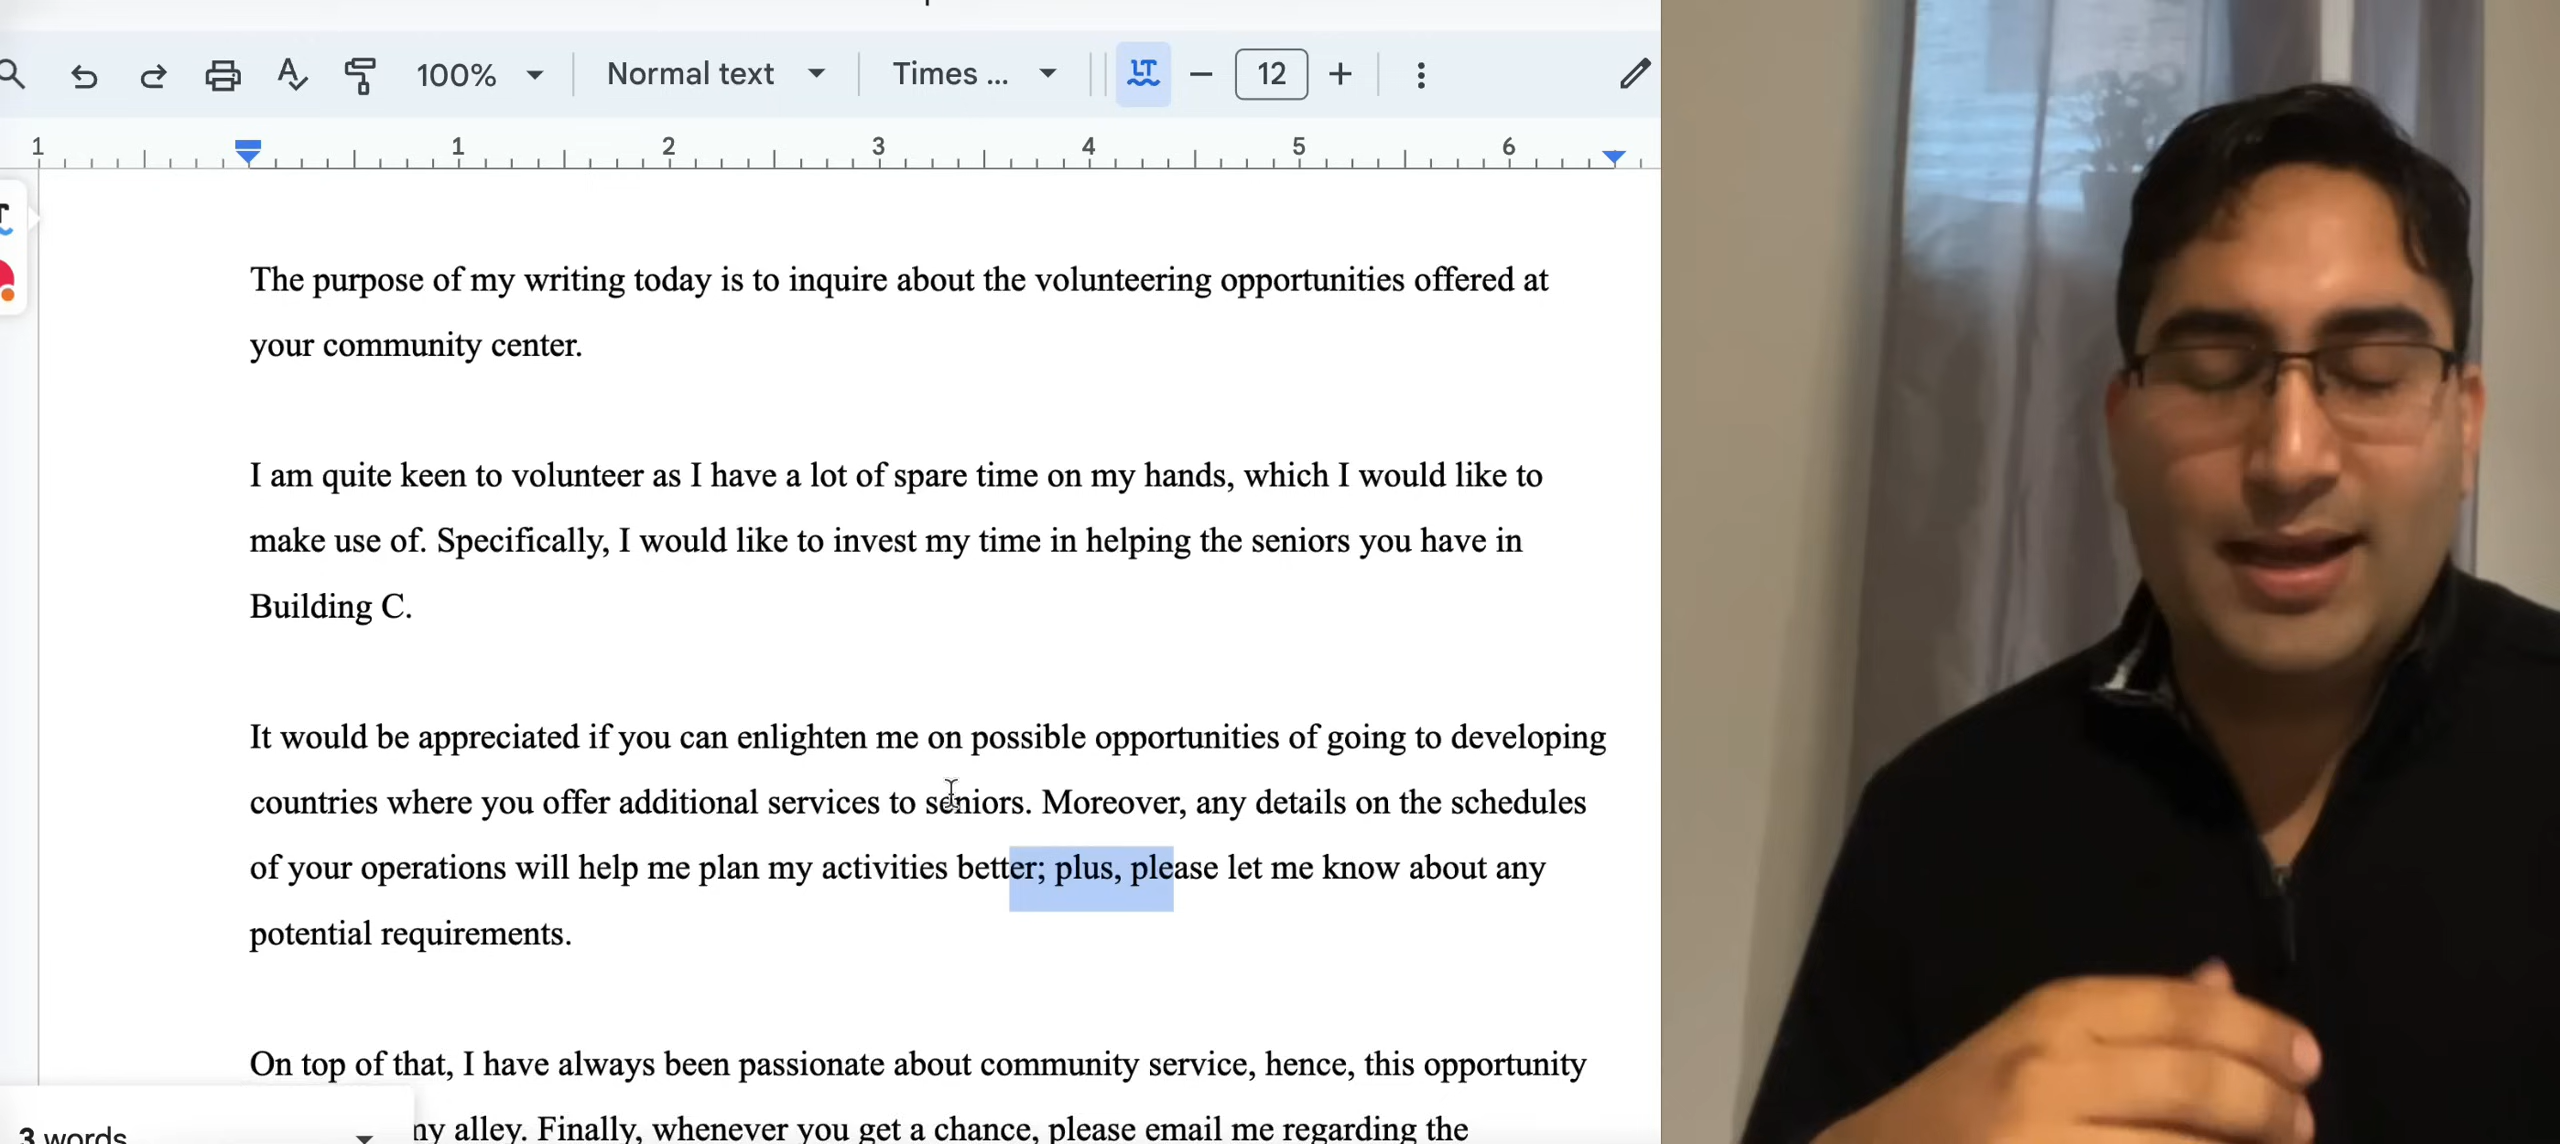 100% Normal text Times ... LT 12
1 1 2 3 4 5 6
The purpose of my writing today is to inquire about the volunteering opportunities offered at
your community center.
I am quite keen to volunteer as I have a lot of spare time on my hands, which I would like to
make use of. Specifically, I would like to invest my time in helping the seniors you have in
Building C.
It would be appreciated if you can enlighten me on possible opportunities of going to developing
countries where you offer additional services to seniors. Moreover, any details on the schedules
of your operations will help me plan my activities better; plus, please let me know about any
potential requirements.
On top of that, I have always been passionate about community service, hence, this opportunity
alley. Finally, whenever you get a chance, please email me regarding the
3 words